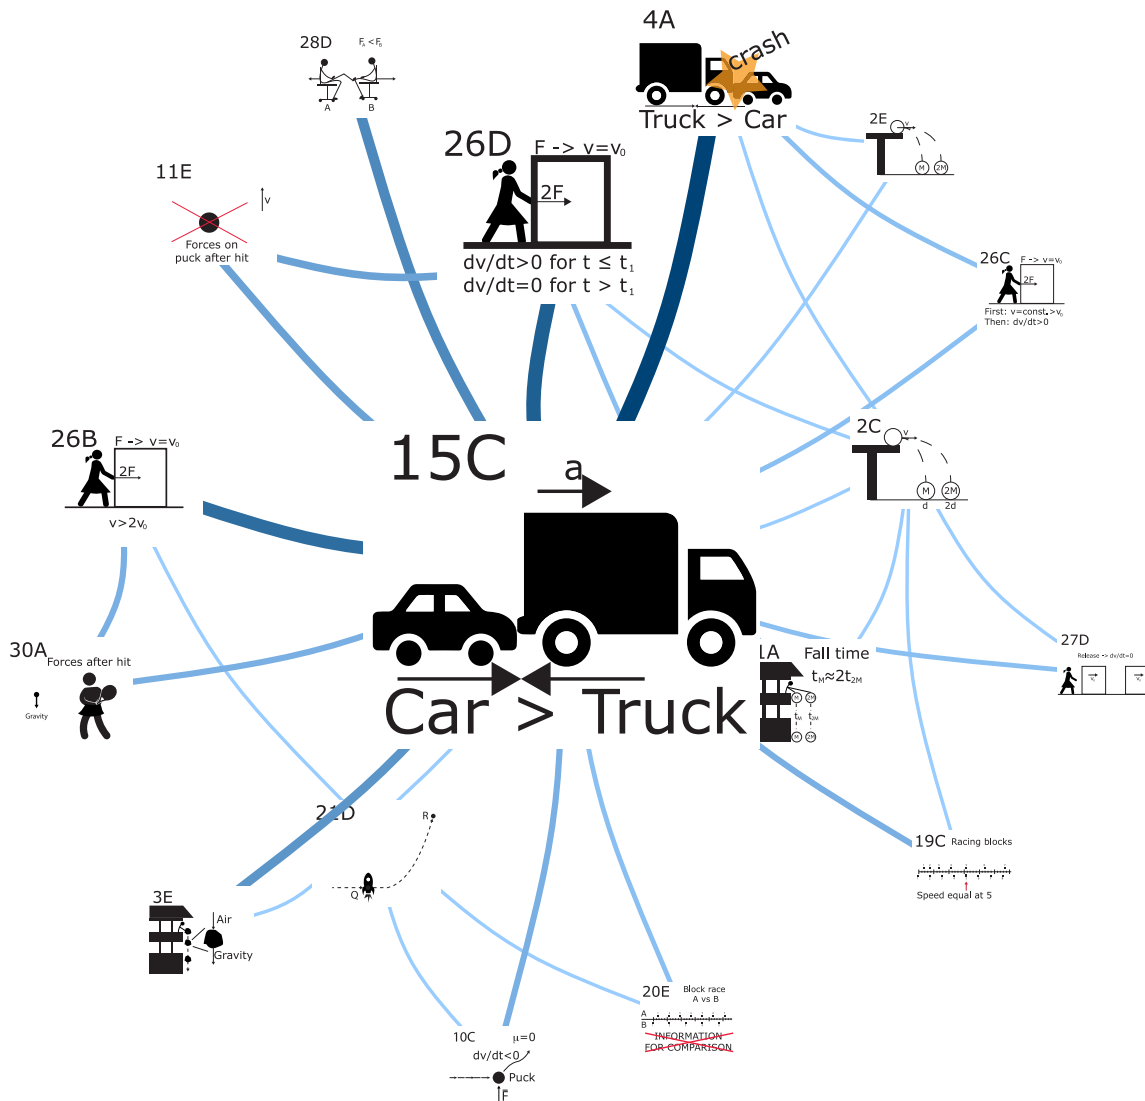 4A
crash
Truck > Car
28D
F_A < F_B
A B
2E
v
M 2M
26D
F -> v=v₀
2F
dv/dt>0 for t ≤ t₁
dv/dt=0 for t > t₁
11E
v
Forces on
puck after hit
26C
F -> v=v₀
2F
First: v=const.>v₀
Then: dv/dt>0
2C
v
M 2M
d 2d
26B
F -> v=v₀
2F
v>2v₀
15C
a
Car > Truck
30A
Forces after hit
Gravity
1A
Fall time
t_M≈2t_2M
M 2M
t_M t_2M
M 2M
27D
Release -> dv/dt=0
21D
R
Q
19C Racing blocks
Speed equal at 5
3E
Air
Gravity
20E
Block race
A vs B
A
B
INFORMATION
FOR COMPARISON
10C
μ=0
dv/dt<0
Puck
F